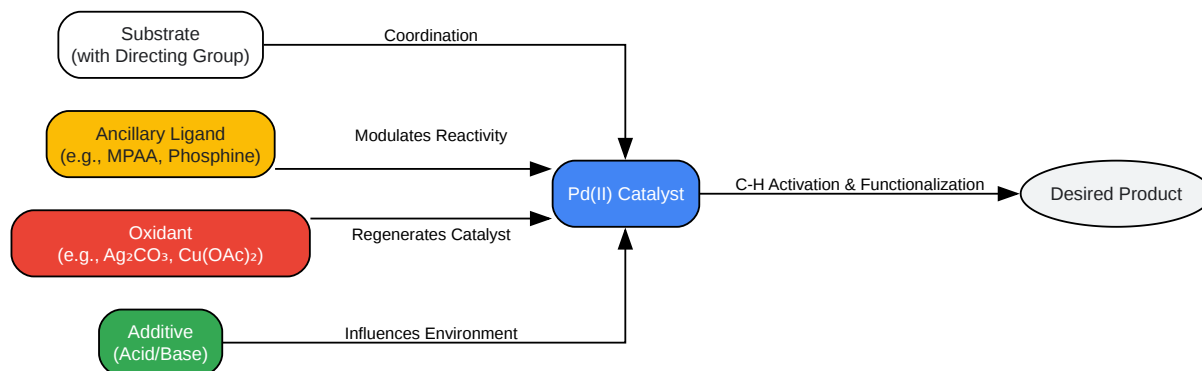 Substrate
(with Directing Group)
Coordination
Ancillary Ligand
(e.g., MPAA, Phosphine)
Modulates Reactivity
Pd(II) Catalyst
C-H Activation & Functionalization
Desired Product
Oxidant
(e.g., Ag₂CO₃, Cu(OAc)₂)
Regenerates Catalyst
Additive
(Acid/Base)
Influences Environment